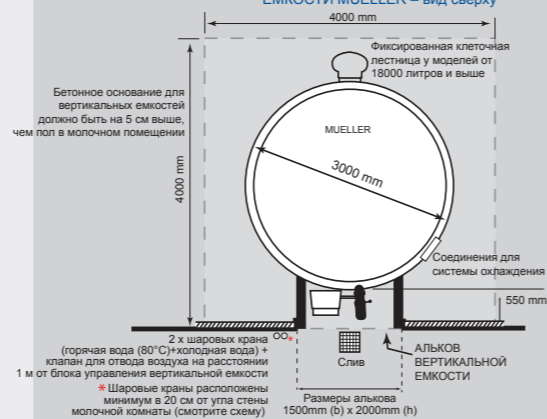 ЕМКОСТИ MUELLER – вид сверху
4000 mm
Фиксированная клеточная
лестница у моделей от
18000 литров и выше
Бетонное основание для
вертикальных емкостей
должно быть на 5 см выше,
чем пол в молочном помещении
MUELLER
3000 mm
4000 mm
Соединения для
системы охлаждения
550 mm
2 x шаровых крана
(горячая вода (80°C)+холодная вода) +
клапан для отвода воздуха на расстоянии
1 м от блока управления вертикальной емкости
* Шаровые краны расположены
минимум в 20 см от угла стены
молочной комнаты (смотрите схему)
*
Слив
АЛЬКОВ
ВЕРТИКАЛЬНОЙ
ЕМКОСТИ
Размеры алькова
1500mm (b) x 2000mm (h)